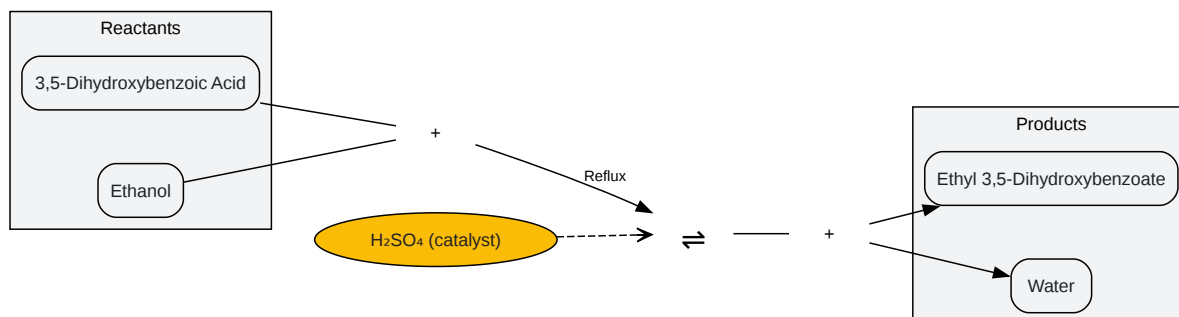 Reactants
3,5-Dihydroxybenzoic Acid
Ethanol
+
Reflux
H₂SO₄ (catalyst)
⇌
+
Products
Ethyl 3,5-Dihydroxybenzoate
Water